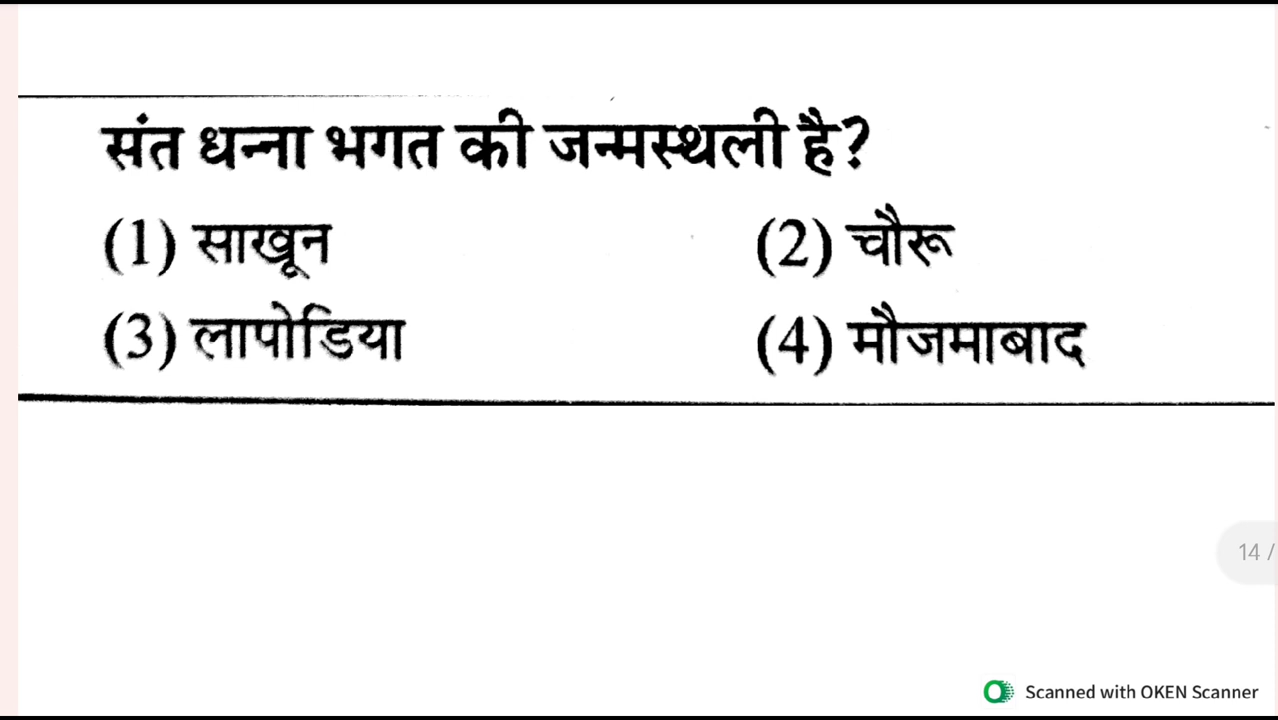 संत धन्ना भगत की जन्मस्थली है?
(1) साखून (2) चौरू
(3) लापोडिया (4) मौजमाबाद
14 /
Scanned with OKEN Scanner